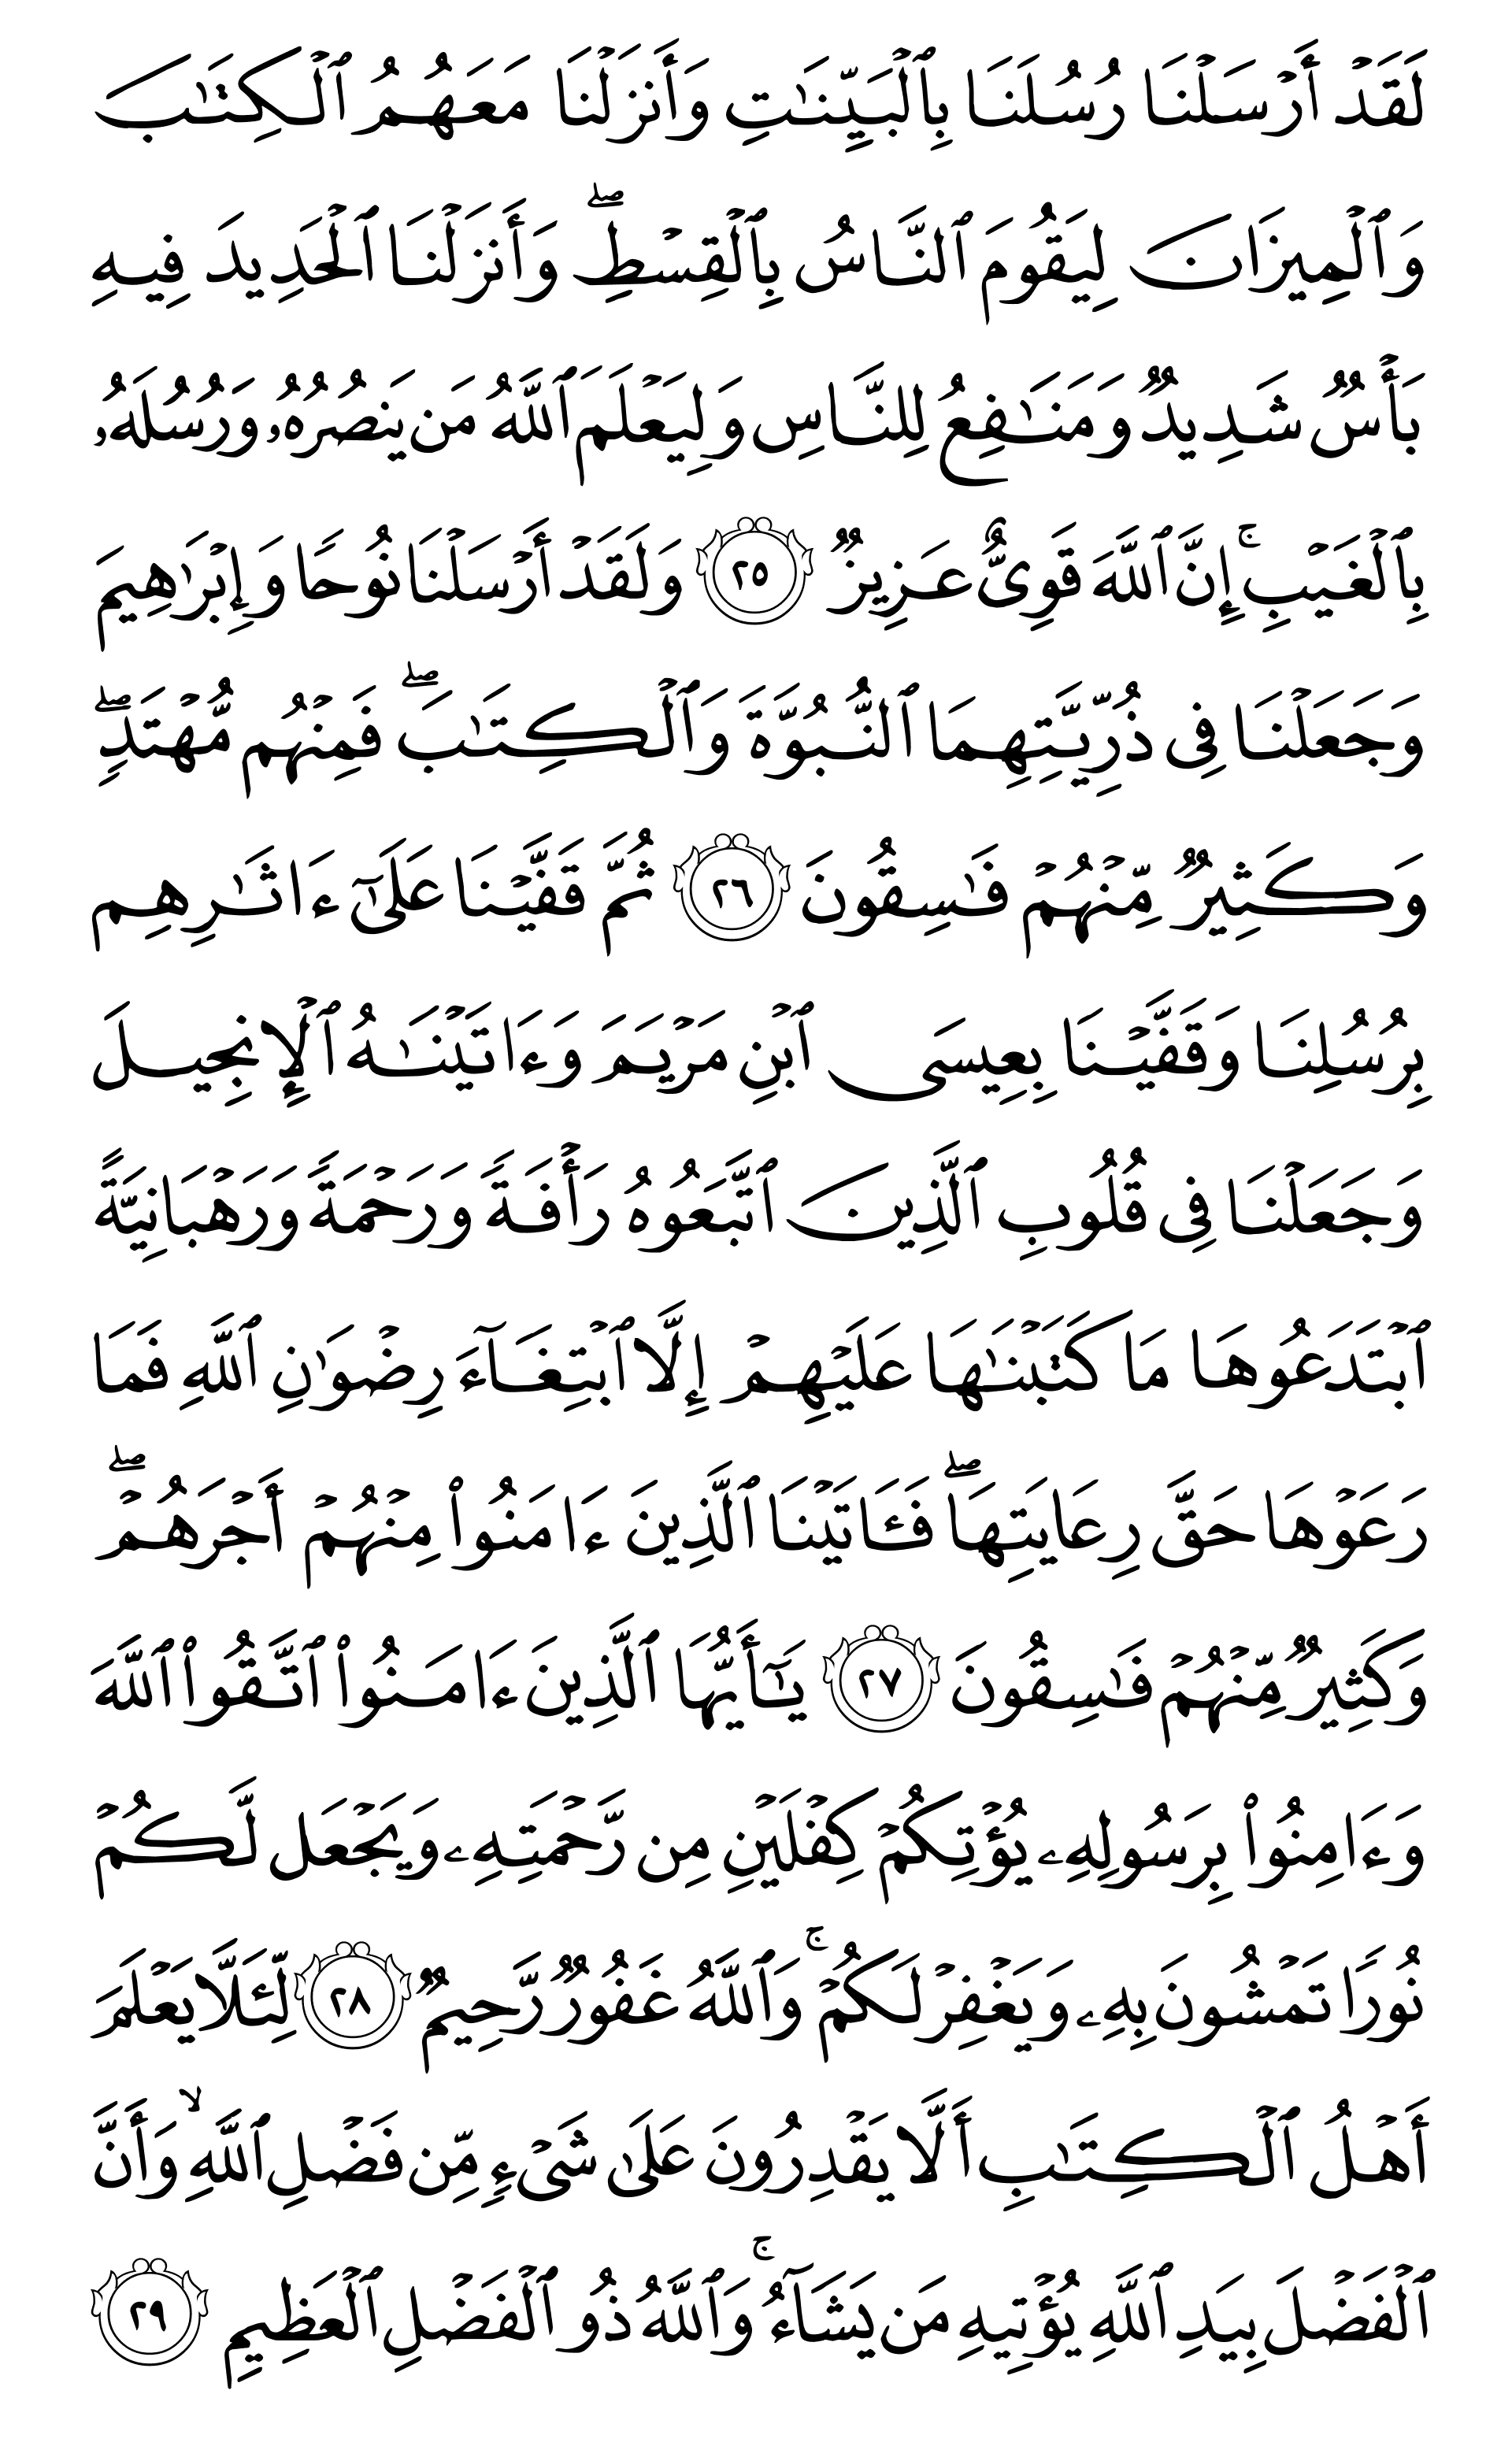 لَقَدۡ أَرۡسَلۡنَا رُسُلَنَا بِٱلۡبَيِّنَٰتِ وَأَنزَلۡنَا مَعَهُمُ ٱلۡكِتَٰبَ
وَٱلۡمِيزَانَ لِيَقُومَ ٱلنَّاسُ بِٱلۡقِسۡطِۖ وَأَنزَلۡنَا ٱلۡحَدِيدَ فِيهِ
بَأۡسٞ شَدِيدٞ وَمَنَٰفِعُ لِلنَّاسِ وَلِيَعۡلَمَ ٱللَّهُ مَن يَنصُرُهُۥ وَرُسُلَهُۥ
بِٱلۡغَيۡبِۚ إِنَّ ٱللَّهَ قَوِيٌّ عَزِيزٞ ٢٥ وَلَقَدۡ أَرۡسَلۡنَا نُوحٗا وَإِبۡرَٰهِيمَ
وَجَعَلۡنَا فِي ذُرِّيَّتِهِمَا ٱلنُّبُوَّةَ وَٱلۡكِتَٰبَۖ فَمِنۡهُم مُّهۡتَدٖۖ
وَكَثِيرٞ مِّنۡهُمۡ فَٰسِقُونَ ٢٦ ثُمَّ قَفَّيۡنَا عَلَىٰٓ ءَاثَٰرِهِم
بِرُسُلِنَا وَقَفَّيۡنَا بِعِيسَى ٱبۡنِ مَرۡيَمَ وَءَاتَيۡنَٰهُ ٱلۡإِنجِيلَ
وَجَعَلۡنَا فِي قُلُوبِ ٱلَّذِينَ ٱتَّبَعُوهُ رَأۡفَةٗ وَرَحۡمَةٗۚ وَرَهۡبَانِيَّةً
ٱبۡتَدَعُوهَا مَا كَتَبۡنَٰهَا عَلَيۡهِمۡ إِلَّا ٱبۡتِغَآءَ رِضۡوَٰنِ ٱللَّهِ فَمَا
رَعَوۡهَا حَقَّ رِعَايَتِهَاۖ فَـَٔاتَيۡنَا ٱلَّذِينَ ءَامَنُواْ مِنۡهُمۡ أَجۡرَهُمۡۖ
وَكَثِيرٞ مِّنۡهُمۡ فَٰسِقُونَ ٢٧ يَٰٓأَيُّهَا ٱلَّذِينَ ءَامَنُواْ ٱتَّقُواْ ٱللَّهَ
وَءَامِنُواْ بِرَسُولِهِۦ يُؤۡتِكُمۡ كِفۡلَيۡنِ مِن رَّحۡمَتِهِۦ وَيَجۡعَل لَّكُمۡ
نُورٗا تَمۡشُونَ بِهِۦ وَيَغۡفِرۡ لَكُمۡۚ وَٱللَّهُ غَفُورٞ رَّحِيمٞ ٢٨ لِّئَلَّا يَعۡلَمَ
أَهۡلُ ٱلۡكِتَٰبِ أَلَّا يَقۡدِرُونَ عَلَىٰ شَيۡءٖ مِّن فَضۡلِ ٱللَّهِۙ وَأَنَّ
ٱلۡفَضۡلَ بِيَدِ ٱللَّهِ يُؤۡتِيهِ مَن يَشَآءُۚ وَٱللَّهُ ذُو ٱلۡفَضۡلِ ٱلۡعَظِيمِ ٢٩